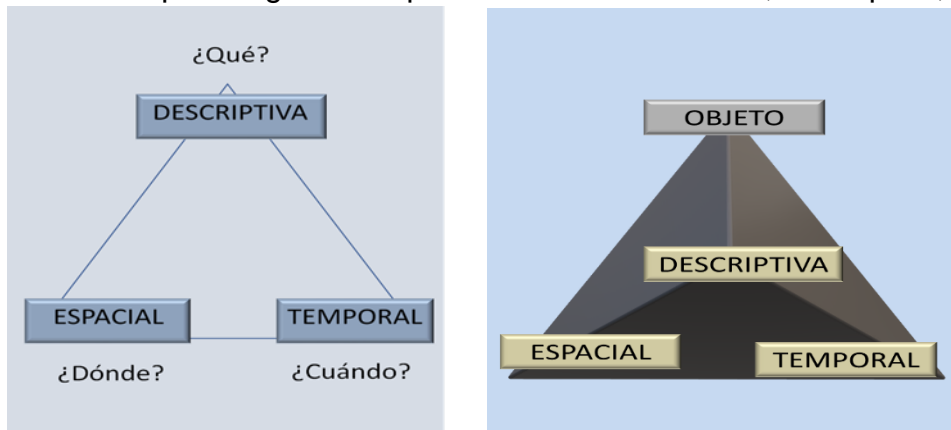 ¿Qué?
DESCRIPTIVA
ESPACIAL
TEMPORAL
¿Dónde?
¿Cuándo?
OBJETO
DESCRIPTIVA
ESPACIAL
TEMPORAL